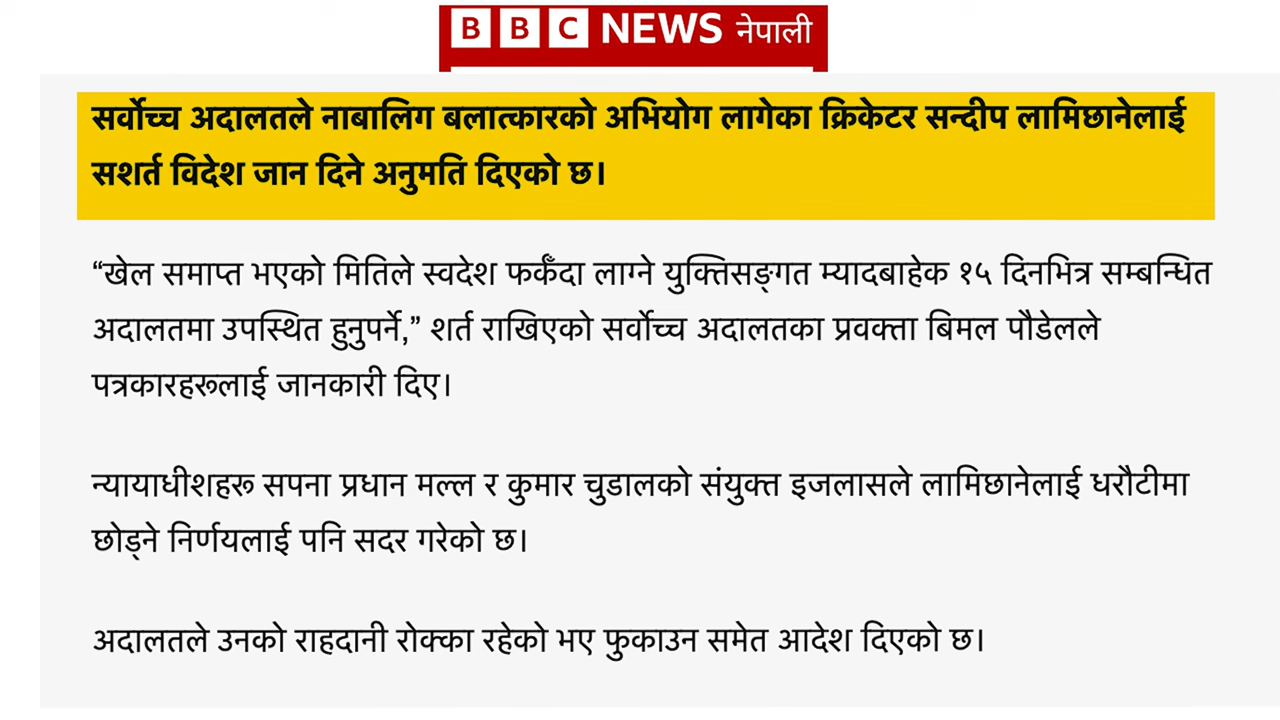 BBC NEWS नेपाली
सर्वोच्च अदालतले नाबालिग बलात्कारको अभियोग लागेका क्रिकेटर सन्दीप लामिछानेलाई
सशर्त विदेश जान दिने अनुमति दिएको छ।
“खेल समाप्त भएको मितिले स्वदेश फर्कँदा लाग्ने युक्तिसङ्गत म्यादबाहेक १५ दिनभित्र सम्बन्धित
अदालतमा उपस्थित हुनुपर्ने,” शर्त राखिएको सर्वोच्च अदालतका प्रवक्ता बिमल पौडेलले
पत्रकारहरूलाई जानकारी दिए।
न्यायाधीशहरू सपना प्रधान मल्ल र कुमार चुडालको संयुक्त इजलासले लामिछानेलाई धरौटीमा
छोड्ने निर्णयलाई पनि सदर गरेको छ।
अदालतले उनको राहदानी रोक्का रहेको भए फुकाउन समेत आदेश दिएको छ।